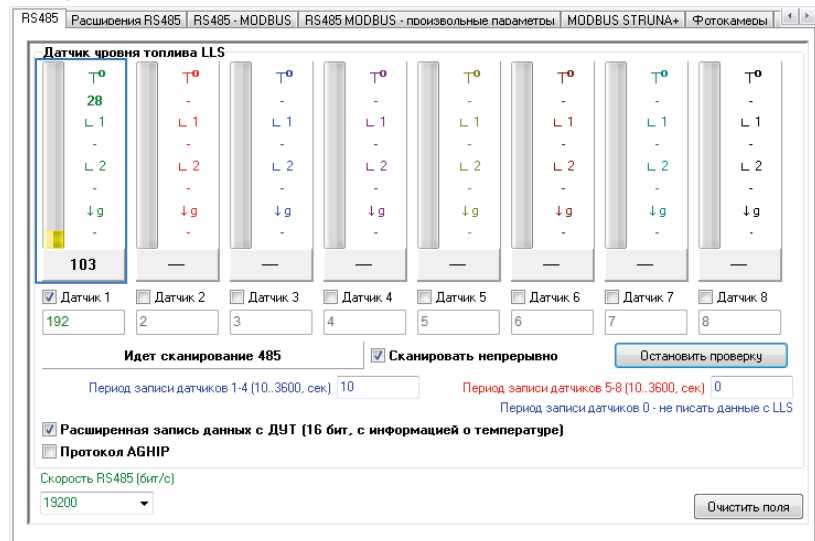 RS485 Расширения RS485 RS485 - MODBUS RS485 MODBUS - произвольные параметры MODBUS STRUNA+ Фотокамеры
Датчик уровня топлива LLS
T° T° T° T° T° T° T° T°
28 - - - - - - -
∟ 1 ∟ 1 ∟ 1 ∟ 1 ∟ 1 ∟ 1 ∟ 1 ∟ 1
- - - - - - - -
∟ 2 ∟ 2 ∟ 2 ∟ 2 ∟ 2 ∟ 2 ∟ 2 ∟ 2
- - - - - - - -
↓g ↓g ↓g ↓g ↓g ↓g ↓g ↓g
- - - - - - - -
103 — — — — — — —
Датчик 1 Датчик 2 Датчик 3 Датчик 4 Датчик 5 Датчик 6 Датчик 7 Датчик 8
192 2 3 4 5 6 7 8
Идет сканирование 485 Сканировать непрерывно Остановить проверку
Период записи датчиков 1-4 (10..3600, сек) 10 Период записи датчиков 5-8 (10..3600, сек) 0
Период записи датчиков 0 - не писать данные с LLS
Расширенная запись данных с ДУТ (16 бит, с информацией о температуре)
Протокол AGHIP
Скорость RS485 (бит/с)
19200 Очистить поля